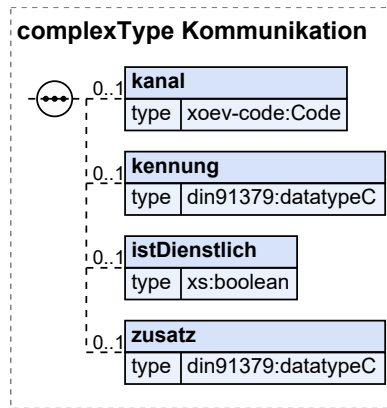 complexType Kommunikation
0..1 kanal
type xoev-code:Code
0..1 kennung
type din91379:datatypeC
0..1 istDienstlich
type xs:boolean
0..1 zusatz
type din91379:datatypeC